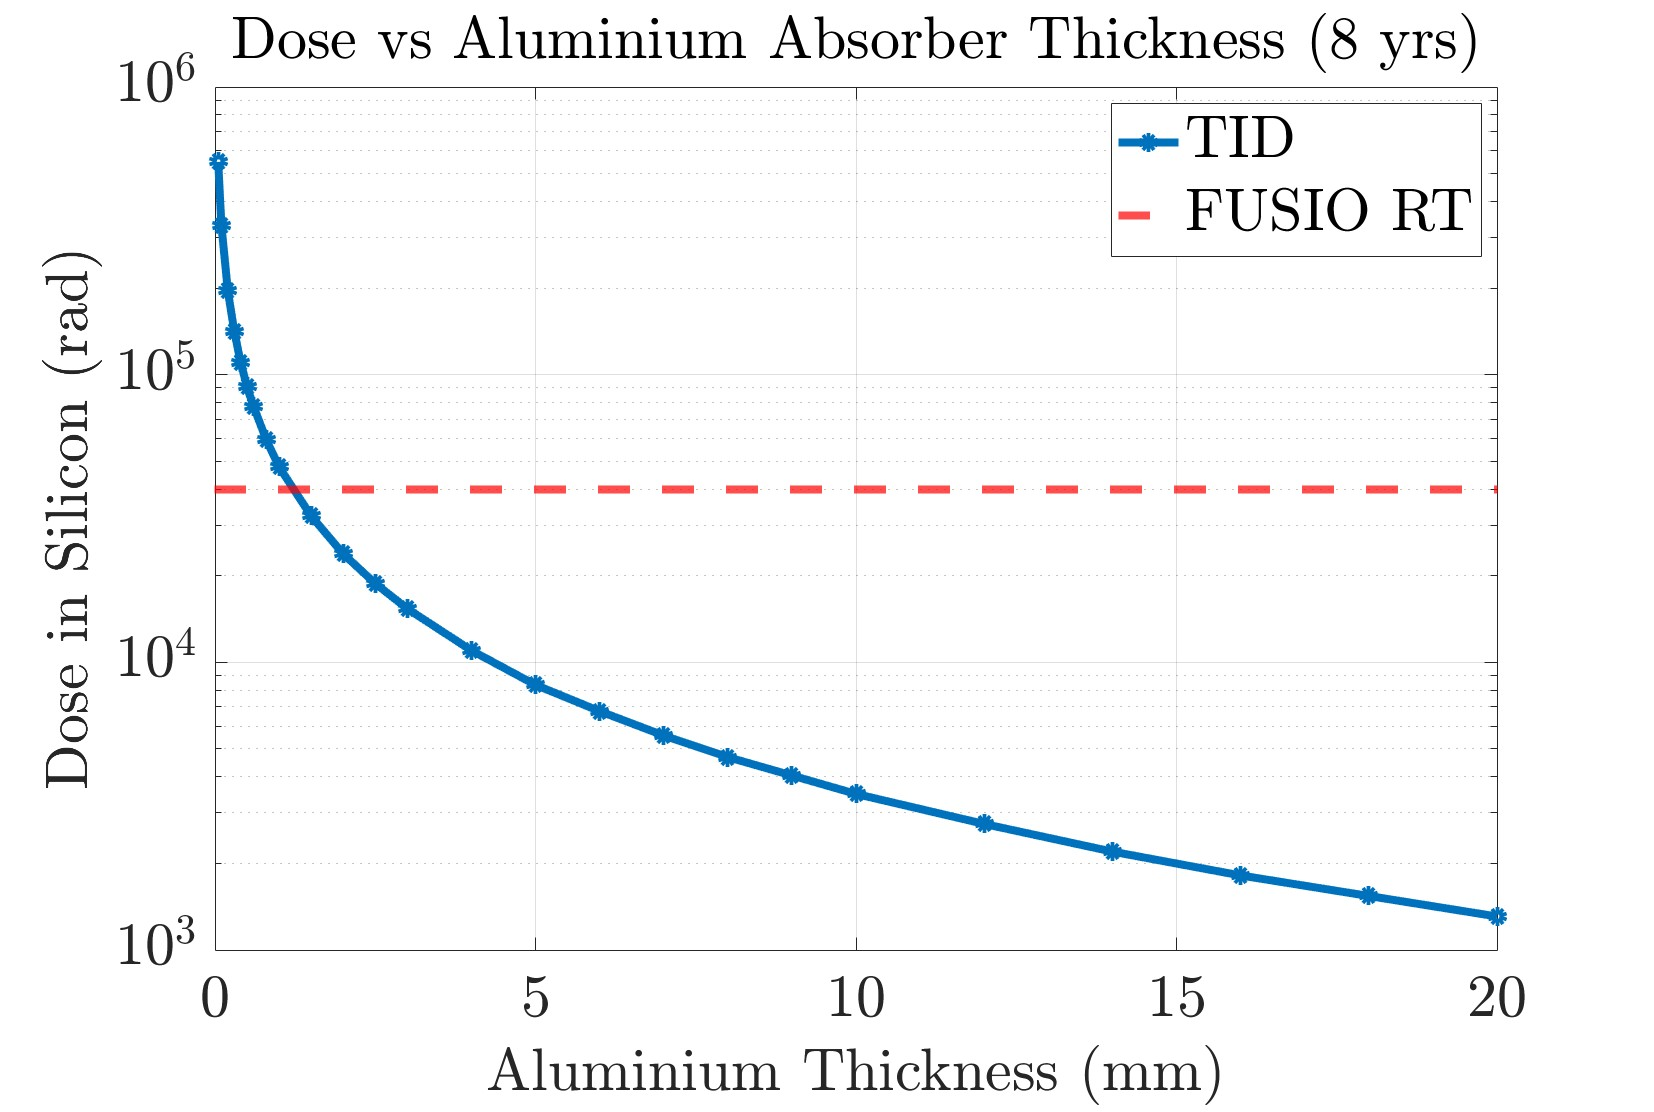 Dose vs Aluminium Absorber Thickness (8 yrs)
10^6
TID
FUSIO RT
10^5
10^4
10^3
Dose in Silicon (rad)
0 5 10 15 20
Aluminium Thickness (mm)